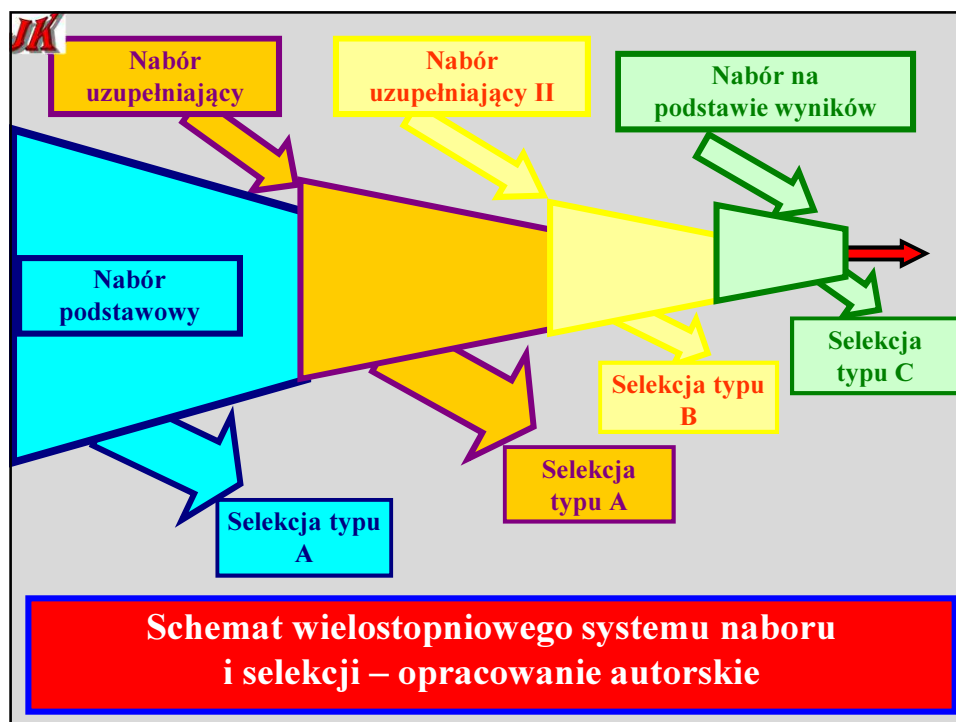 JK
Nabór
uzupełniający
Nabór
uzupełniający II
Nabór na
podstawie wyników
Nabór
podstawowy
Selekcja typu
A
Selekcja
typu A
Selekcja typu
B
Selekcja
typu C
Schemat wielostopniowego systemu naboru
i selekcji – opracowanie autorskie